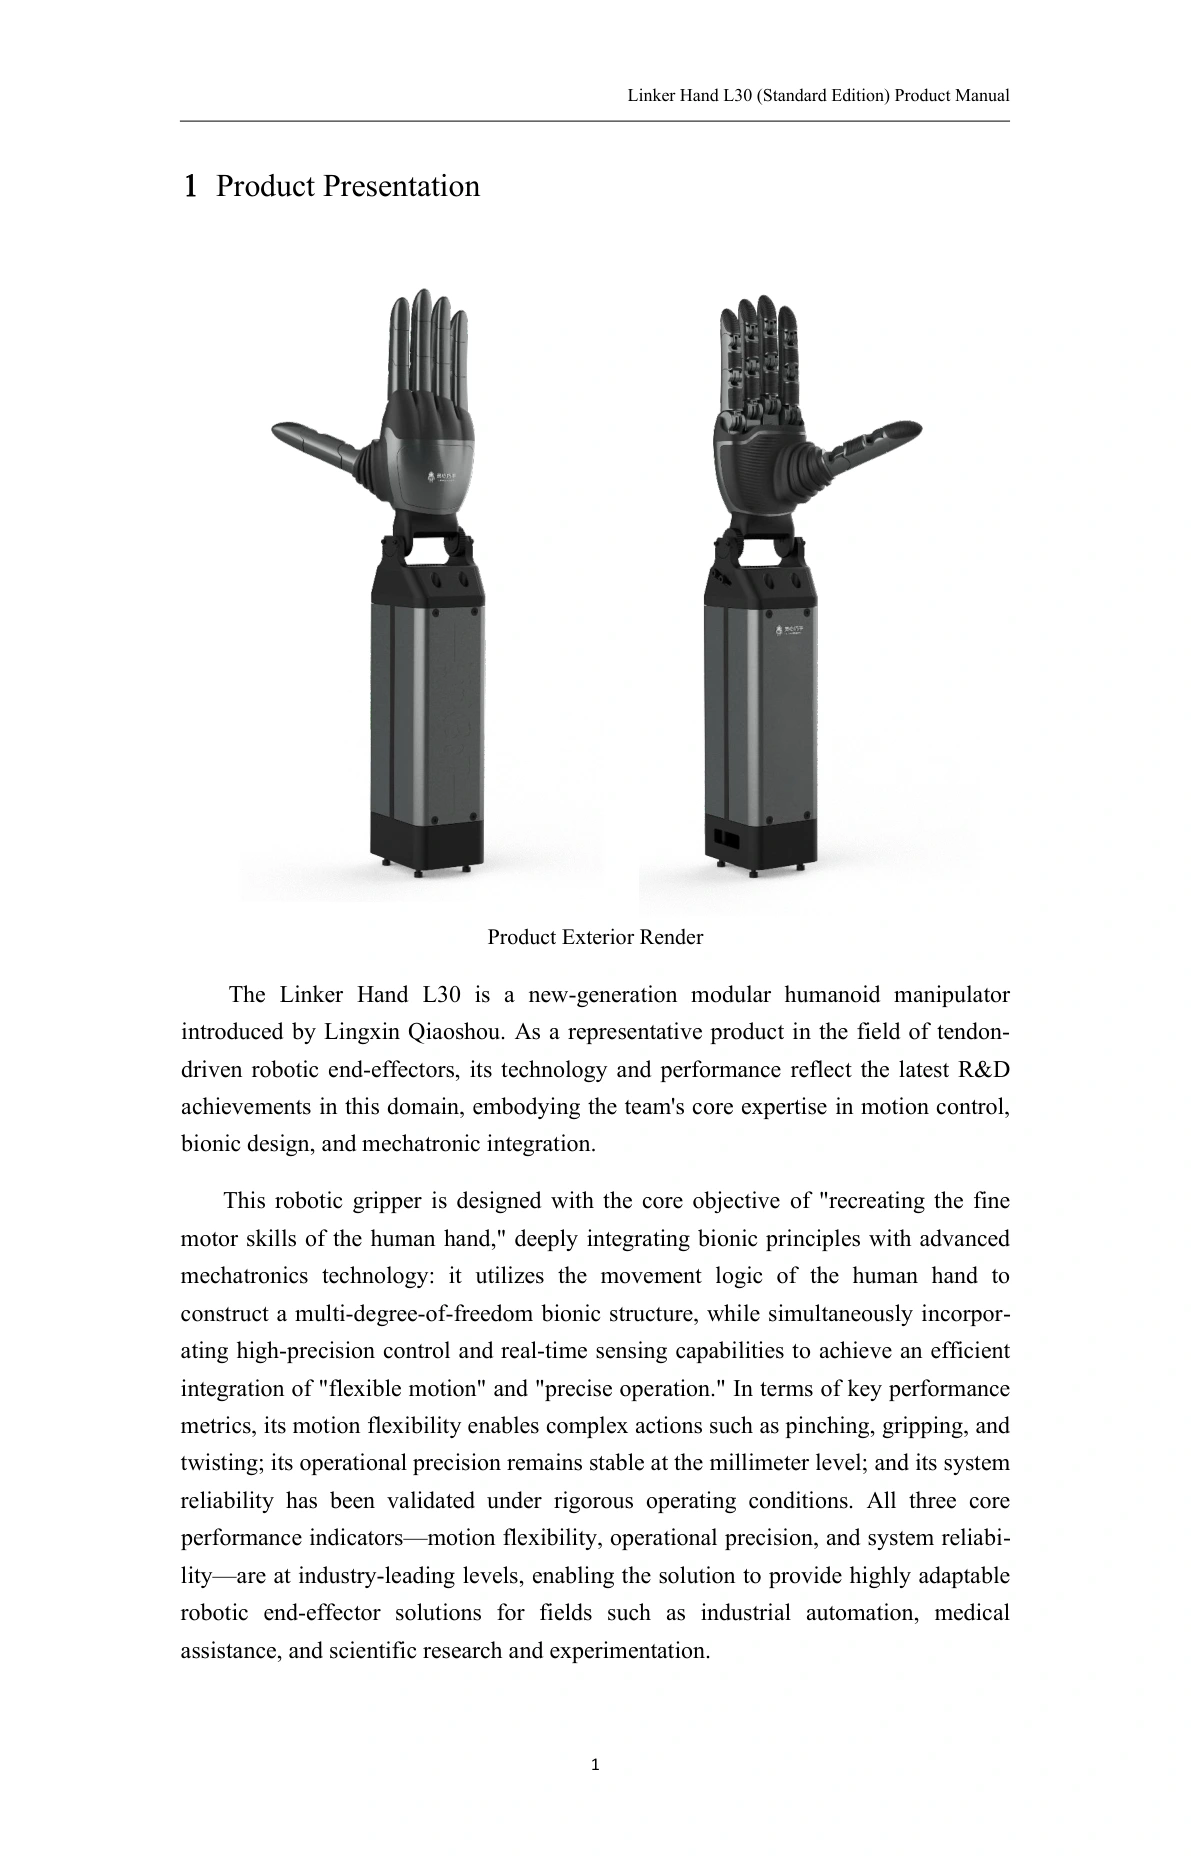 Linker Hand L30 (Standard Edition) Product Manual
1 Product Presentation
Product Exterior Render
The Linker Hand L30 is a new-generation modular humanoid manipulator
introduced by Lingxin Qiaoshou. As a representative product in the field of tendon-
driven robotic end-effectors, its technology and performance reflect the latest R&D
achievements in this domain, embodying the team's core expertise in motion control,
bionic design, and mechatronic integration.
This robotic gripper is designed with the core objective of "recreating the fine
motor skills of the human hand," deeply integrating bionic principles with advanced
mechatronics technology: it utilizes the movement logic of the human hand to
construct a multi-degree-of-freedom bionic structure, while simultaneously incorpor-
ating high-precision control and real-time sensing capabilities to achieve an efficient
integration of "flexible motion" and "precise operation." In terms of key performance
metrics, its motion flexibility enables complex actions such as pinching, gripping, and
twisting; its operational precision remains stable at the millimeter level; and its system
reliability has been validated under rigorous operating conditions. All three core
performance indicators—motion flexibility, operational precision, and system reliabi-
lity—are at industry-leading levels, enabling the solution to provide highly adaptable
robotic end-effector solutions for fields such as industrial automation, medical
assistance, and scientific research and experimentation.
1